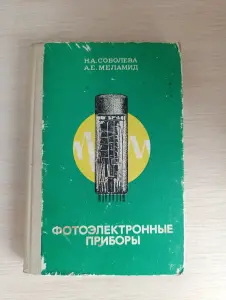 Н.А. СОБОЛЕВА
А.Е. МЕЛАМИД
ФОТОЭЛЕКТРОННЫЕ
ПРИБОРЫ